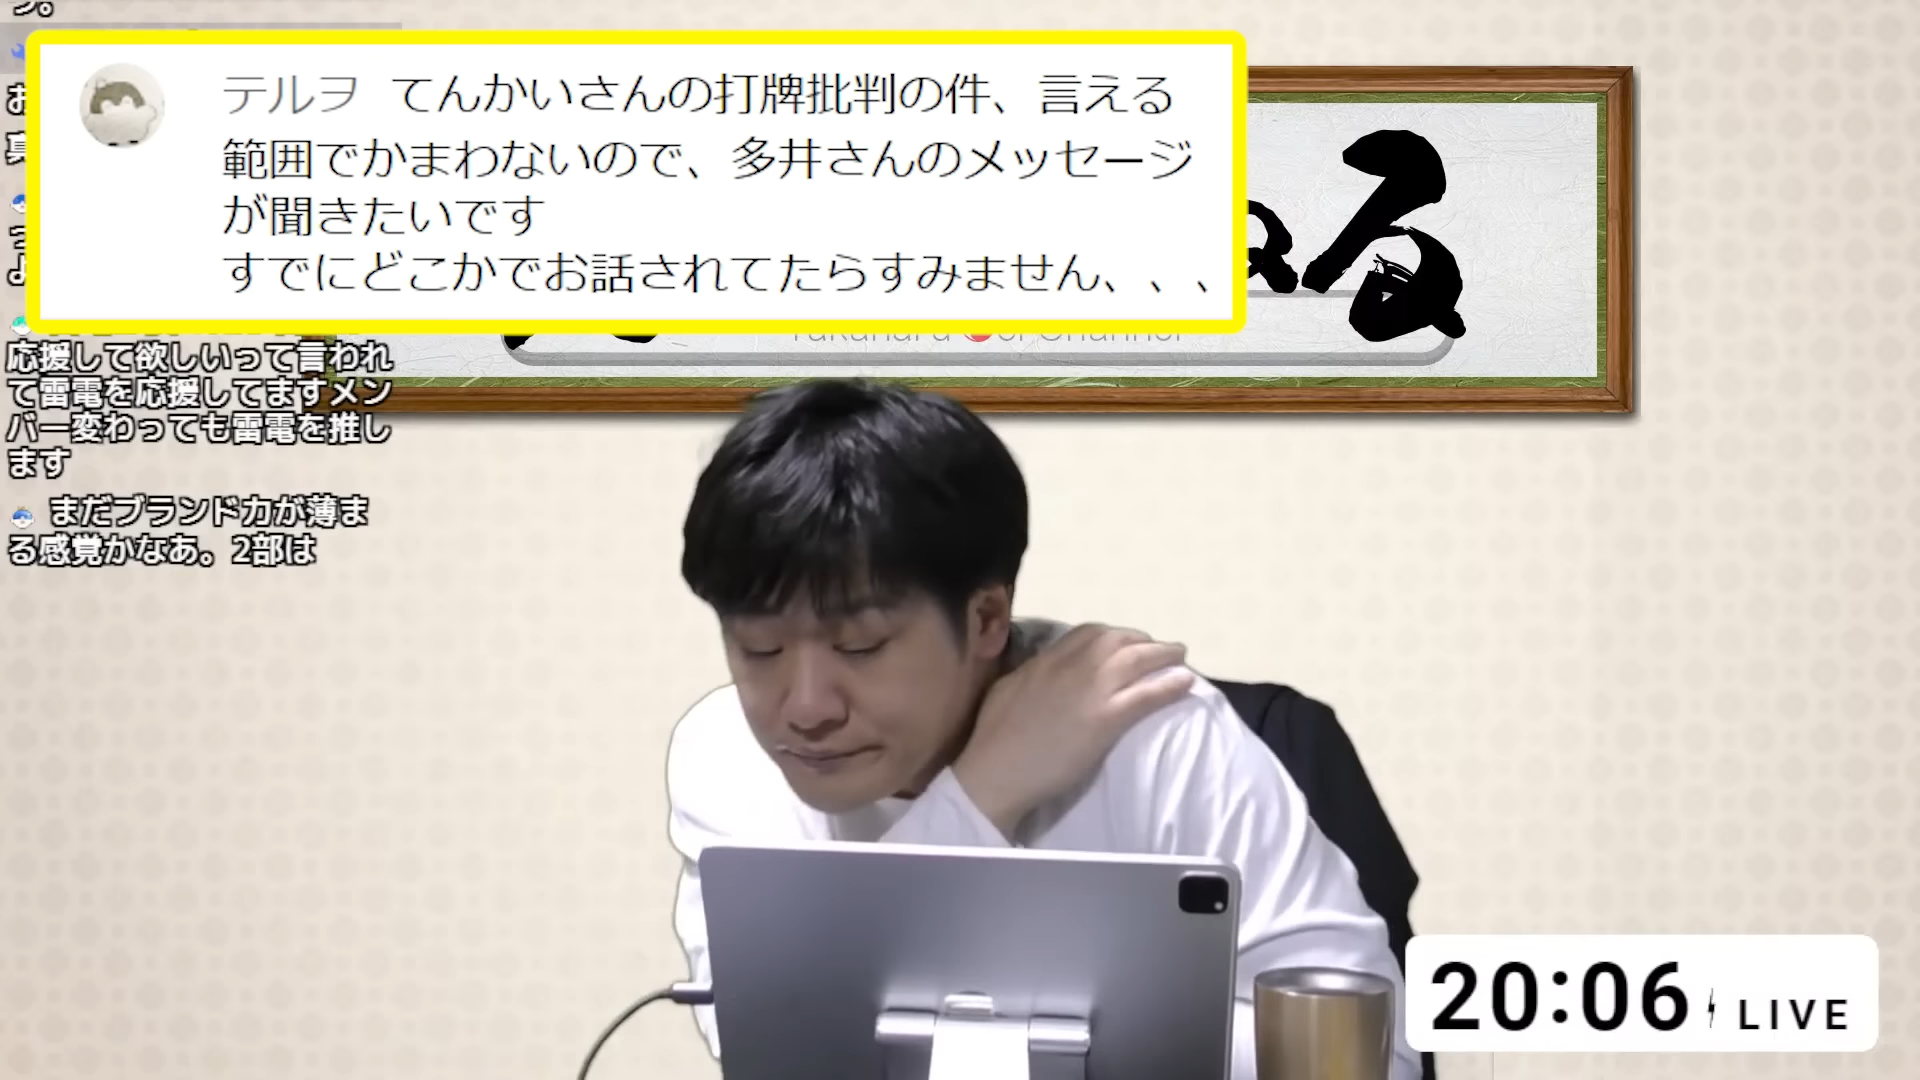 う。
テルヲ てんかいさんの打牌批判の件、言える
範囲でかまわないので、多井さんのメッセージ
が聞きたいです
すでにどこかでお話されてたらすみません、、、
応援して欲しいって言われ
て雷電を応援してますメン
バー変わっても雷電を推し
ます
まだブランド力が薄ま
る感覚かなあ。2部は
20:06 LIVE